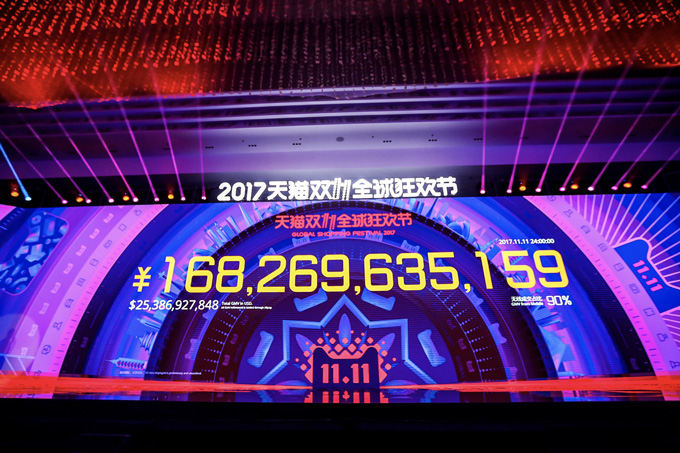 2017天猫双11全球狂欢节
天猫双11全球狂欢节
GLOBAL SHOPPING FESTIVAL 2017
2017.11.11 24:00:00
¥168,269,635,159
$25,386,927,848 Total GMV in USD.
无线成交占比
GMV from Mobile 90%
11.11
11.11